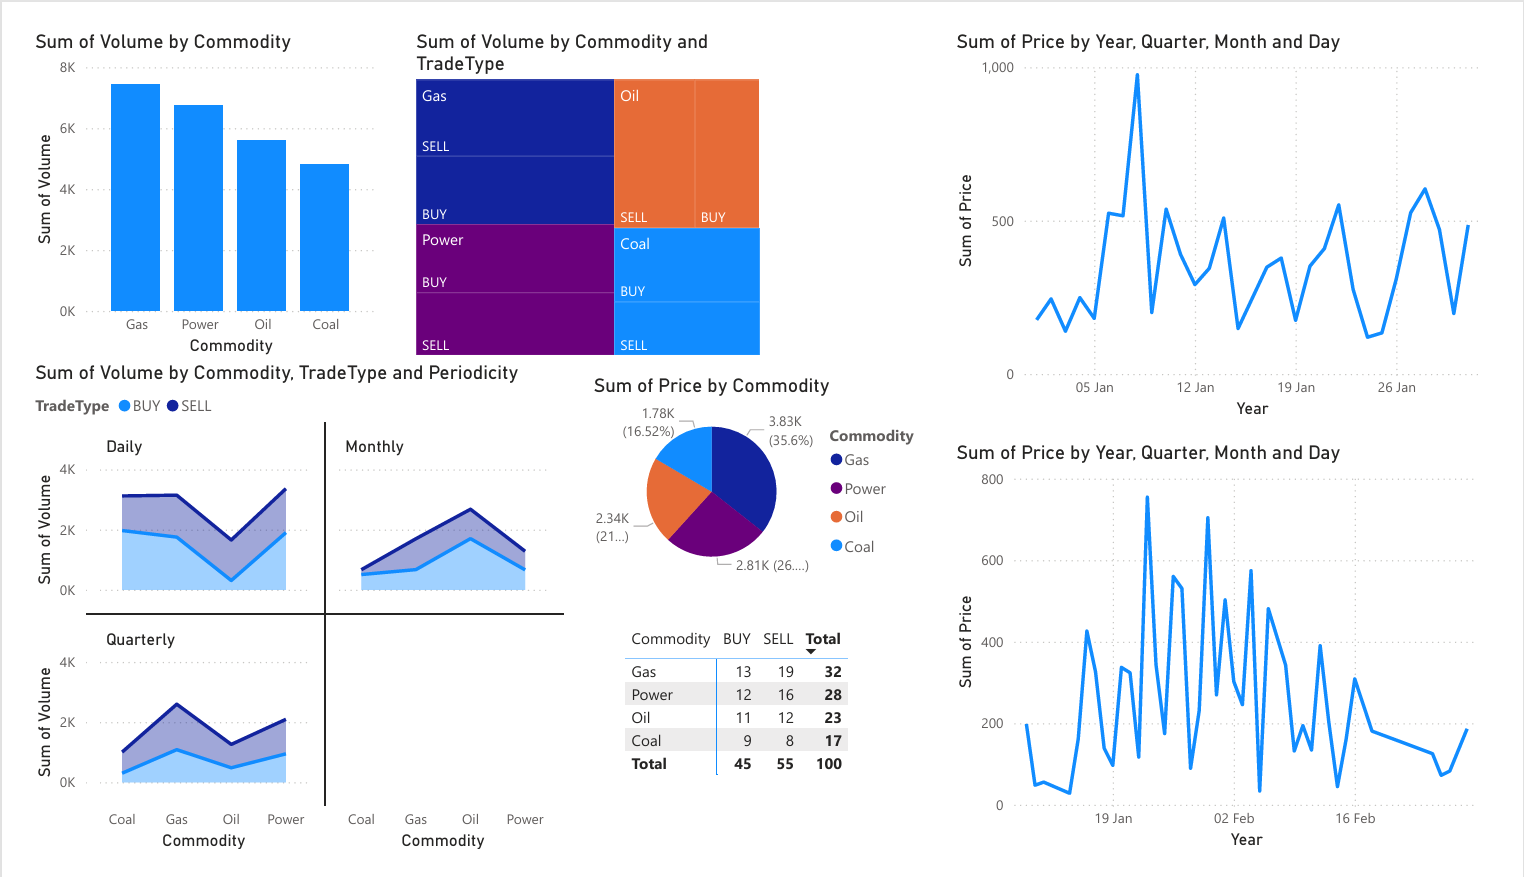 Sum of Volume by Commodity
8K
6K
4K
2K
0K
Sum of Volume
Gas Power Oil Coal
Commodity
Sum of Volume by Commodity and
TradeType
Gas
SELL
BUY
Power
BUY
SELL
Oil
SELL BUY
Coal
BUY
SELL
Sum of Price by Year, Quarter, Month and Day
1,000
500
0
Sum of Price
05 Jan 12 Jan 19 Jan 26 Jan
Year
Sum of Volume by Commodity, TradeType and Periodicity
TradeType BUY SELL
Daily
Monthly
4K
2K
0K
Sum of Volume
Quarterly
4K
2K
0K
Sum of Volume
Coal Gas Oil Power
Commodity
Coal Gas Oil Power
Commodity
Sum of Price by Commodity
1.78K
(16.52%)
3.83K
(35.6%)
2.34K
(21...)
2.81K (26....)
Commodity
Gas
Power
Oil
Coal
Commodity BUY SELL Total
Gas 13 19 32
Power 12 16 28
Oil 11 12 23
Coal 9 8 17
Total 45 55 100
Sum of Price by Year, Quarter, Month and Day
800
600
400
200
0
Sum of Price
19 Jan 02 Feb 16 Feb
Year